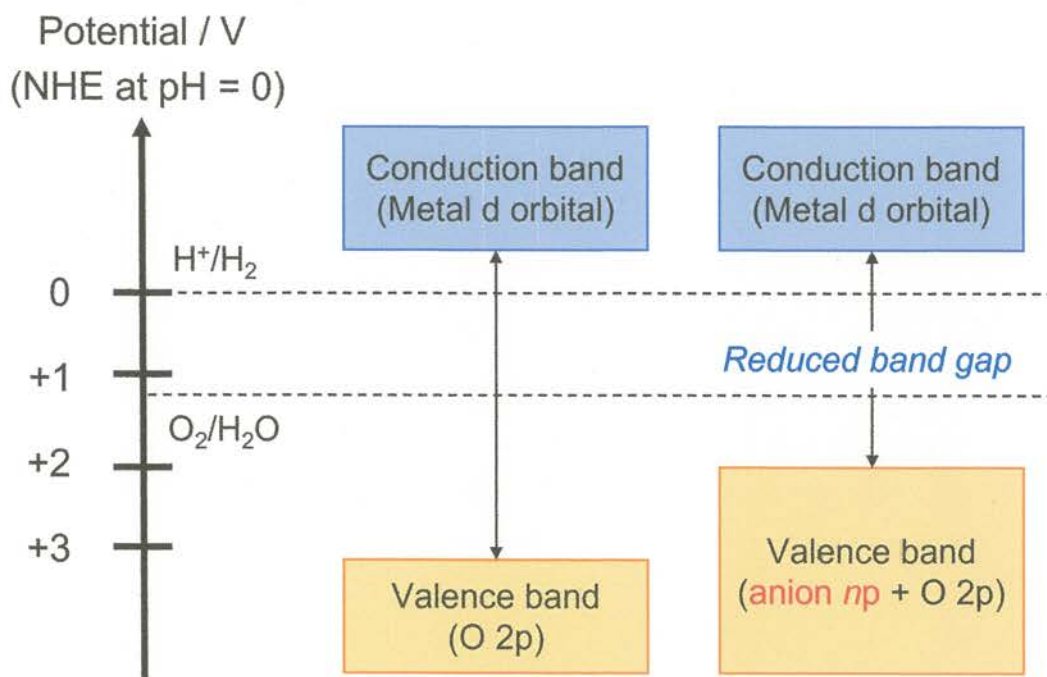 Potential / V
(NHE at pH = 0)
Conduction band
(Metal d orbital)
Conduction band
(Metal d orbital)
H⁺/H₂
0
Reduced band gap
+1
O₂/H₂O
+2
+3
Valence band
(O 2p)
Valence band
(anion np + O 2p)